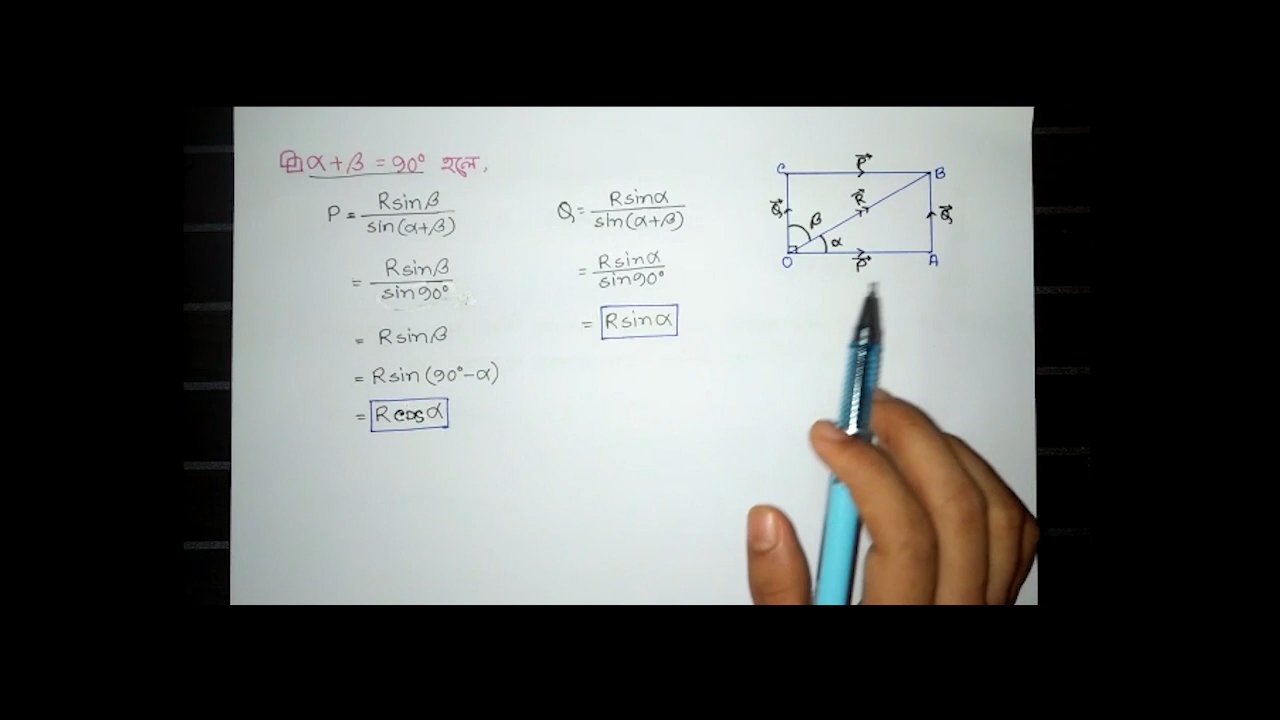 α+β = 90° হলে,
P = Rsinβ / sin(α+β)
= Rsinβ / sin90°
= Rsinβ
= Rsin(90°-α)
= Rcosα
Q = Rsinα / sin(α+β)
= Rsinα / sin90°
= Rsinα
C P⃗ B
Q⃗ R⃗ Q⃗
β α
O P⃗ A